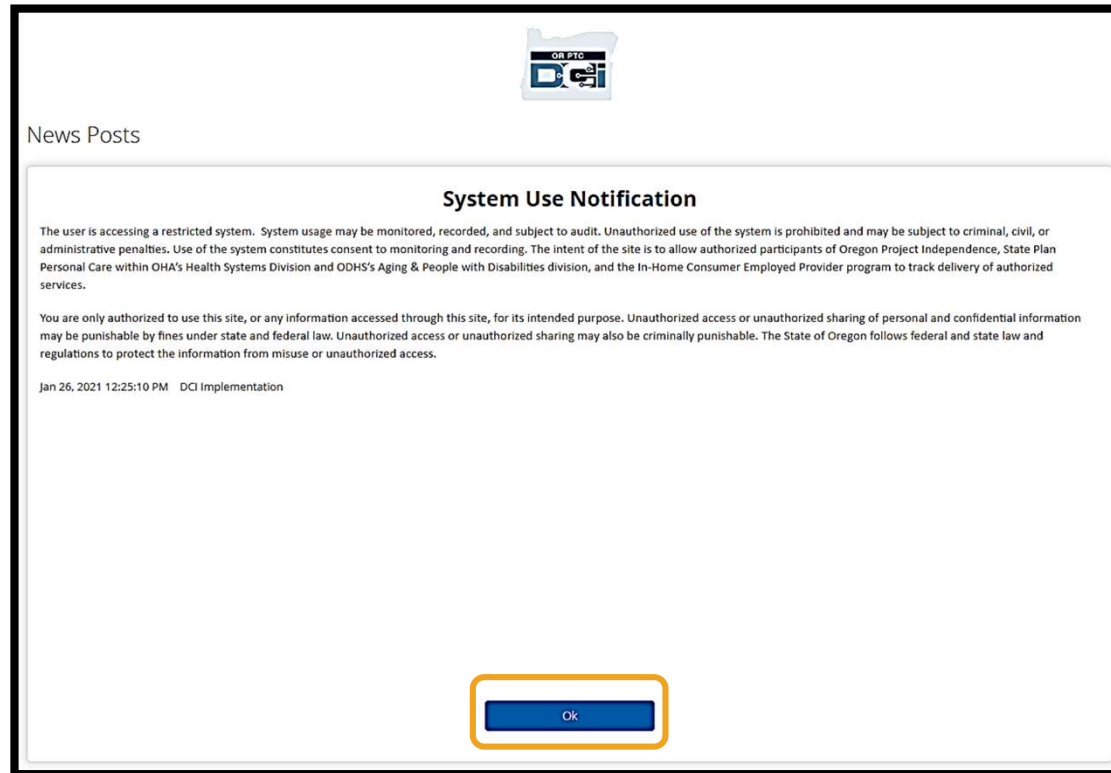 OR PTC
DCi
News Posts
System Use Notification
The user is accessing a restricted system.  System usage may be monitored, recorded, and subject to audit. Unauthorized use of the system is prohibited and may be subject to criminal, civil, or
administrative penalties. Use of the system constitutes consent to monitoring and recording. The intent of the site is to allow authorized participants of Oregon Project Independence, State Plan
Personal Care within OHA's Health Systems Division and ODHS's Aging & People with Disabilities division, and the In-Home Consumer Employed Provider program to track delivery of authorized
services.
You are only authorized to use this site, or any information accessed through this site, for its intended purpose. Unauthorized access or unauthorized sharing of personal and confidential information
may be punishable by fines under state and federal law. Unauthorized access or unauthorized sharing may also be criminally punishable. The State of Oregon follows federal and state law and
regulations to protect the information from misuse or unauthorized access.
Jan 26, 2021 12:25:10 PM   DCI Implementation
Ok